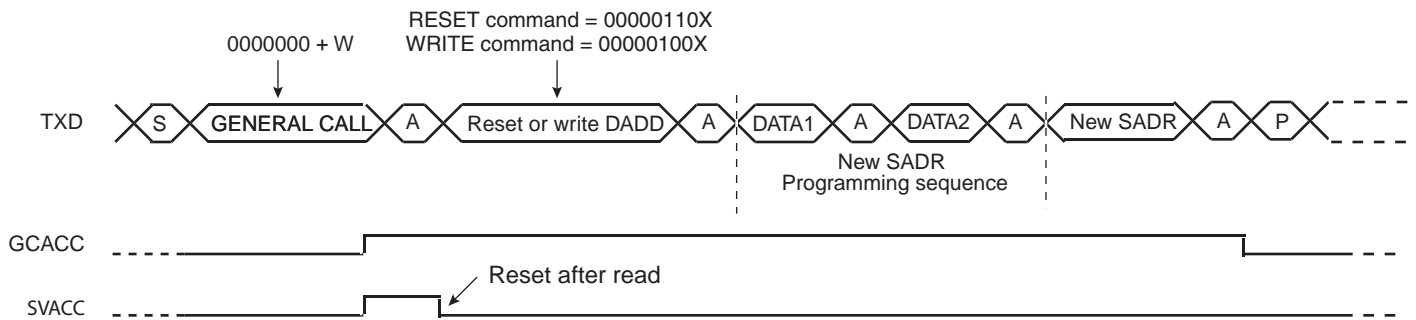 RESET command = 00000110X
0000000 + W
WRITE command = 00000100X
TXD
S
GENERAL CALL
A
Reset or write DADD
A
DATA1
A
DATA2
A
New SADR
A
P
New SADR
Programming sequence
GCACC
Reset after read
SVACC